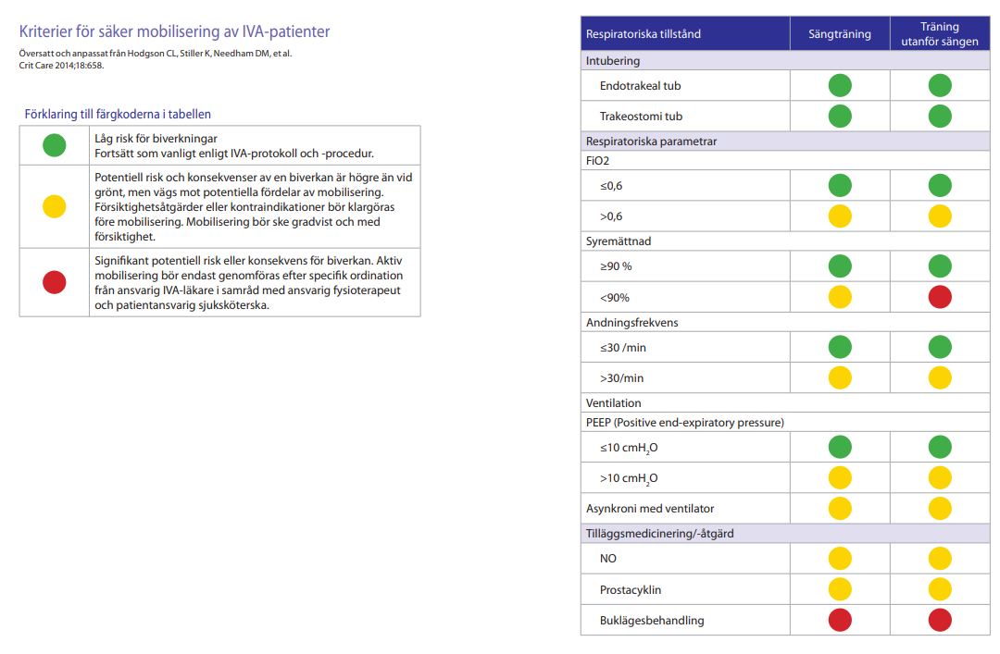 Kriterier för säker mobilisering av IVA-patienter
Översatt och anpassat från Hodgson CL, Stiller K, Needham DM, et al.
Crit Care 2014;18:658.
Förklaring till färgkoderna i tabellen
Låg risk för biverkningar
Fortsätt som vanligt enligt IVA-protokoll och -procedur.
Potentiell risk och konsekvenser av en biverkan är högre än vid
grönt, men vägs mot potentiella fördelar av mobilisering.
Försiktighetsåtgärder eller kontraindikationer bör klargöras
före mobilisering. Mobilisering bör ske gradvist och med
försiktighet.
Signifikant potentiell risk eller konsekvens för biverkan. Aktiv
mobilisering bör endast genomföras efter specifik ordination
från ansvarig IVA-läkare i samråd med ansvarig fysioterapeut
och patientansvarig sjuksköterska.
Respiratoriska tillstånd Sängträning Träning
utanför sängen
Intubering
Endotrakeal tub
Trakeostomi tub
Respiratoriska parametrar
FiO2
≤0,6
>0,6
Syremättnad
≥90 %
<90%
Andningsfrekvens
≤30 /min
>30/min
Ventilation
PEEP (Positive end-expiratory pressure)
≤10 cmH₂O
>10 cmH₂O
Asynkroni med ventilator
Tilläggsmedicinering/-åtgärd
NO
Prostacyklin
Buklägesbehandling